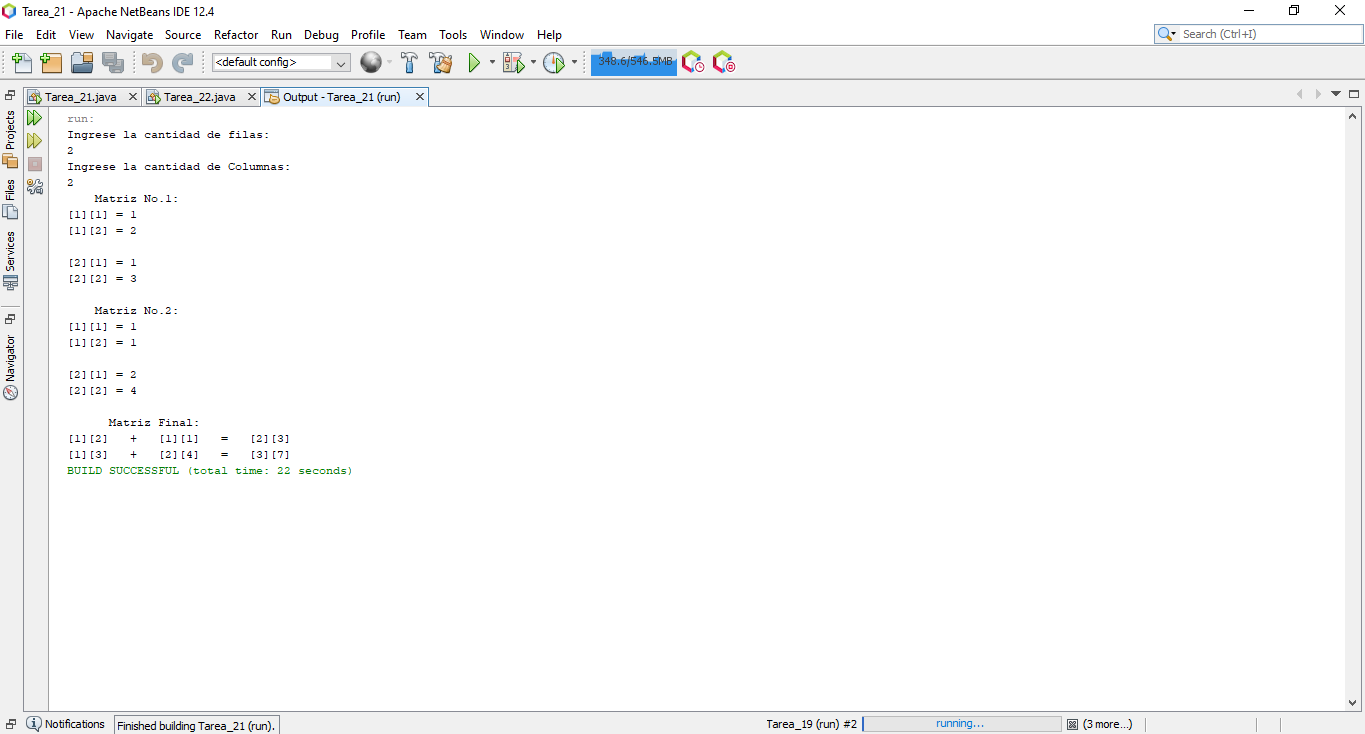 Tarea_21 - Apache NetBeans IDE 12.4
File Edit View Navigate Source Refactor Run Debug Profile Team Tools Window Help
Search (Ctrl+I)
<default config>
348.6/546.5MB
Tarea_21.java
Tarea_22.java
Output - Tarea_21 (run)
Projects
Files
Services
Navigator
run:
Ingrese la cantidad de filas:
2
Ingrese la cantidad de Columnas:
2
Matriz No.1:
[1][1] = 1
[1][2] = 2
[2][1] = 1
[2][2] = 3
Matriz No.2:
[1][1] = 1
[1][2] = 1
[2][1] = 2
[2][2] = 4
Matriz Final:
[1][2] + [1][1] = [2][3]
[1][3] + [2][4] = [3][7]
BUILD SUCCESSFUL (total time: 22 seconds)
Notifications
Finished building Tarea_21 (run).
Tarea_19 (run) #2
running...
(3 more...)